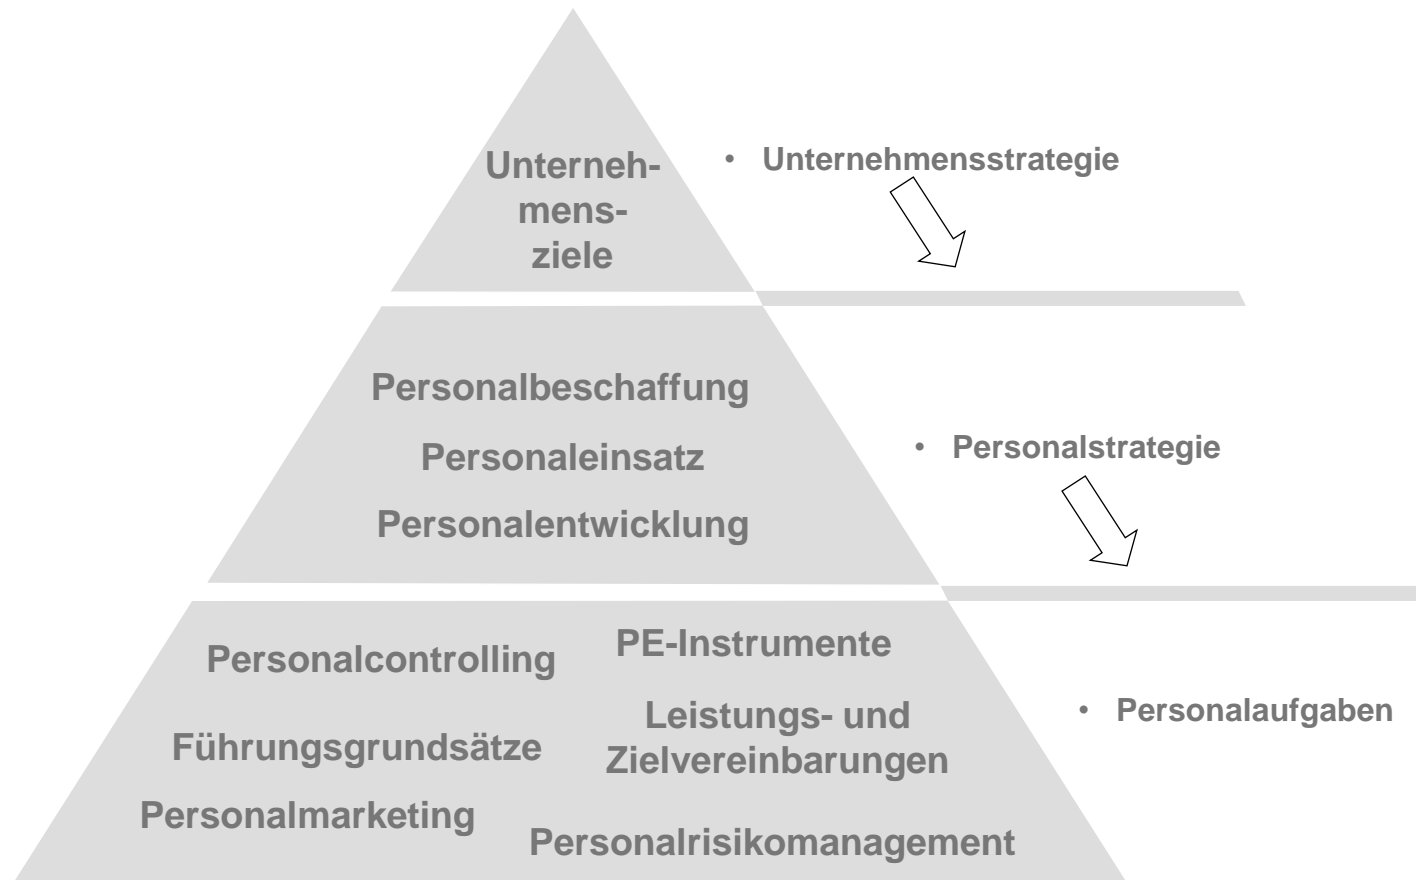 Unterneh-
mens-
ziele
• Unternehmensstrategie
Personalbeschaffung
Personaleinsatz
Personalentwicklung
• Personalstrategie
Personalcontrolling
PE-Instrumente
Führungsgrundsätze
Leistungs- und
Zielvereinbarungen
Personalmarketing
Personalrisikomanagement
• Personalaufgaben